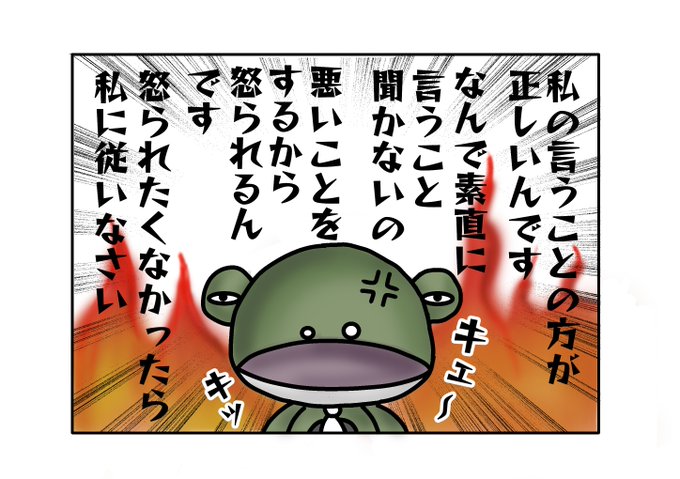 私の言うことの方が
正しいんです
なんで素直に
言うこと
聞かないの
悪いことを
するから
怒られるん
です
怒られたくなかったら
私に従いなさい
キェ～
キッ